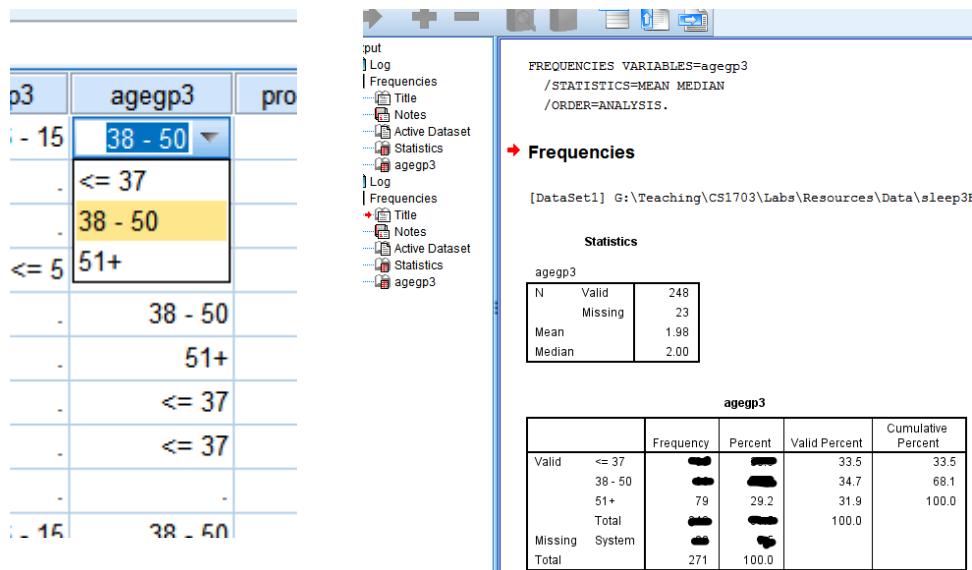 p3 agegp3 pro
- 15 38 - 50
. <= 37
. 38 - 50
<= 5 51+
. 38 - 50
. 51+
. <= 37
. <= 37
. .
- 15 38 - 50
Log
Frequencies
Title
Notes
Active Dataset
Statistics
agegp3
Log
Frequencies
Title
Notes
Active Dataset
Statistics
agegp3
FREQUENCIES VARIABLES=agegp3
/STATISTICS=MEAN MEDIAN
/ORDER=ANALYSIS.
Frequencies
[DataSet1] G:\Teaching\CS1703\Labs\Resources\Data\sleep3
Statistics
agegp3
N Valid 248
Missing 23
Mean 1.98
Median 2.00
agegp3
Frequency Percent Valid Percent Cumulative
Percent
Valid <= 37 33.5 33.5
38 - 50 34.7 68.1
51+ 79 29.2 31.9 100.0
Total 100.0
Missing System
Total 271 100.0